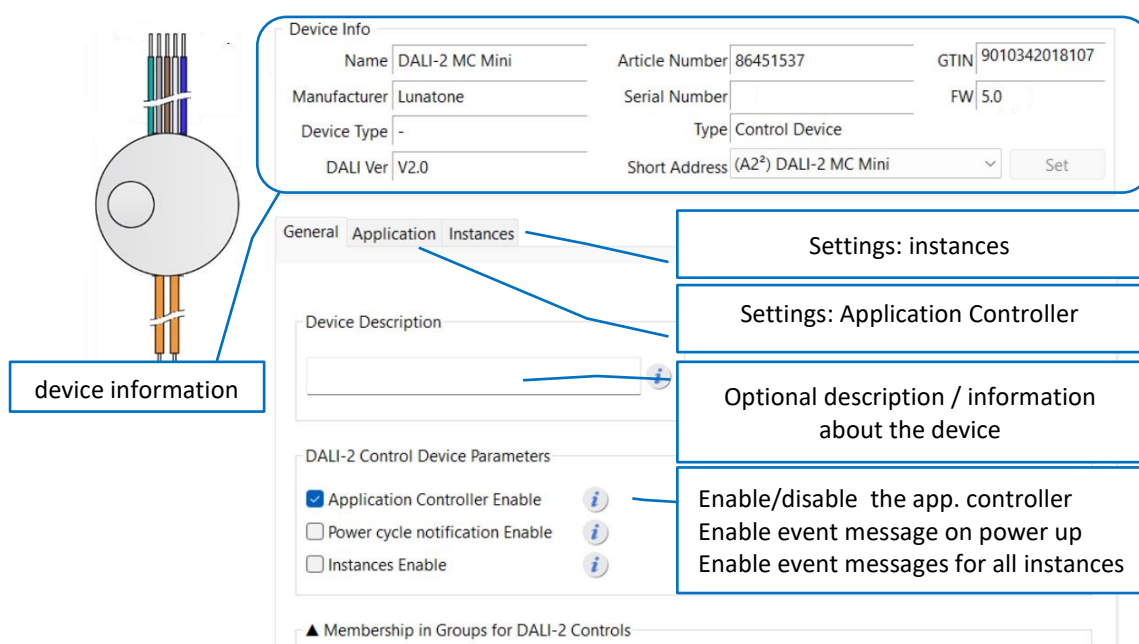 Device Info
Name DALI-2 MC Mini Article Number 86451537 GTIN 9010342018107
Manufacturer Lunatone Serial Number FW 5.0
Device Type - Type Control Device
DALI Ver V2.0 Short Address (A2²) DALI-2 MC Mini Set
General Application Instances
Settings: instances
Settings: Application Controller
Device Description
device information
Optional description / information
about the device
DALI-2 Control Device Parameters
Application Controller Enable i
Power cycle notification Enable i
Instances Enable i
Enable/disable the app. controller
Enable event message on power up
Enable event messages for all instances
▲ Membership in Groups for DALI-2 Controls